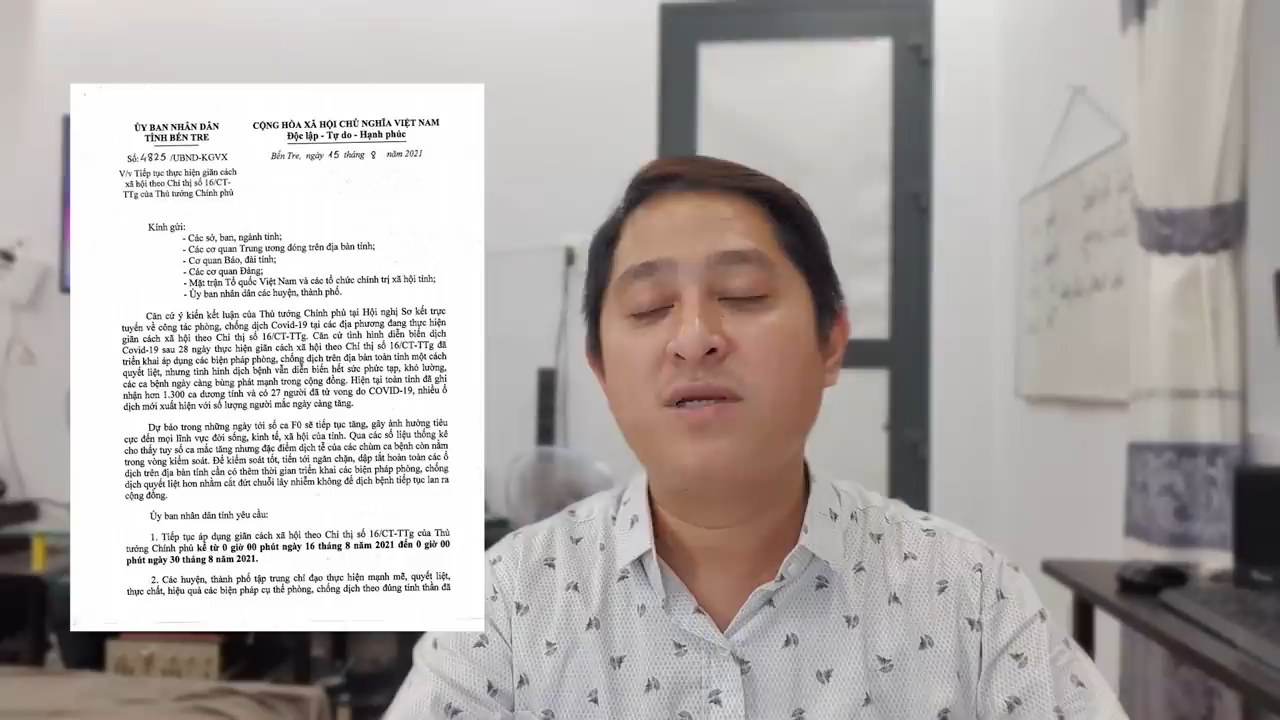 ỦY BAN NHÂN DÂN
TỈNH BẾN TRE
CỘNG HÒA XÃ HỘI CHỦ NGHĨA VIỆT NAM
Độc lập - Tự do - Hạnh phúc
Số: 4825 /UBND-KGVX
Bến Tre, ngày 15 tháng 8 năm 2021
V/v Tiếp tục thực hiện giãn cách
xã hội theo Chỉ thị số 16/CT-
TTg của Thủ tướng Chính phủ
Kính gửi:
- Các sở, ban, ngành tỉnh;
- Các cơ quan Trung ương đóng trên địa bàn tỉnh;
- Cơ quan Báo, đài tỉnh;
- Các cơ quan Đảng;
- Mặt trận Tổ quốc Việt Nam và các tổ chức chính trị xã hội tỉnh;
- Ủy ban nhân dân các huyện, thành phố.
Căn cứ ý kiến kết luận của Thủ tướng Chính phủ tại Hội nghị Sơ kết trực
tuyến về công tác phòng, chống dịch Covid-19 tại các địa phương đang thực hiện
giãn cách xã hội theo Chỉ thị số 16/CT-TTg. Căn cứ tình hình diễn biến dịch
Covid-19 sau 28 ngày thực hiện giãn cách xã hội theo Chỉ thị số 16/CT-TTg đã
triển khai áp dụng các biện pháp phòng, chống dịch trên địa bàn toàn tỉnh một cách
quyết liệt, nhưng tình hình dịch bệnh vẫn diễn biến hết sức phức tạp, khó lường,
các ca bệnh ngày càng bùng phát mạnh trong cộng đồng. Hiện tại toàn tỉnh đã ghi
nhận hơn 1.300 ca dương tính và có 27 người đã tử vong do COVID-19, nhiều ổ
dịch mới xuất hiện với số lượng người mắc ngày càng tăng.
Dự báo trong những ngày tới số ca F0 sẽ tiếp tục tăng, gây ảnh hưởng tiêu
cực đến mọi lĩnh vực đời sống, kinh tế, xã hội của tỉnh. Qua các số liệu thống kê
cho thấy tuy số ca mắc tăng nhưng đặc điểm dịch tễ của các chùm ca bệnh còn nằm
trong vòng kiểm soát. Để kiểm soát tốt, tiến tới ngăn chặn, dập tắt hoàn toàn các ổ
dịch trên địa bàn tỉnh cần có thêm thời gian triển khai các biện pháp phòng, chống
dịch quyết liệt hơn nhằm cắt đứt chuỗi lây nhiễm không để dịch bệnh tiếp tục lan ra
cộng đồng.
Ủy ban nhân dân tỉnh yêu cầu:
1. Tiếp tục áp dụng giãn cách xã hội theo Chỉ thị số 16/CT-TTg của Thủ
tướng Chính phủ kể từ 0 giờ 00 phút ngày 16 tháng 8 năm 2021 đến 0 giờ 00
phút ngày 30 tháng 8 năm 2021.
2. Các huyện, thành phố tập trung chỉ đạo thực hiện mạnh mẽ, quyết liệt,
thực chất, hiệu quả các biện pháp cụ thể phòng, chống dịch theo đúng tinh thần đã